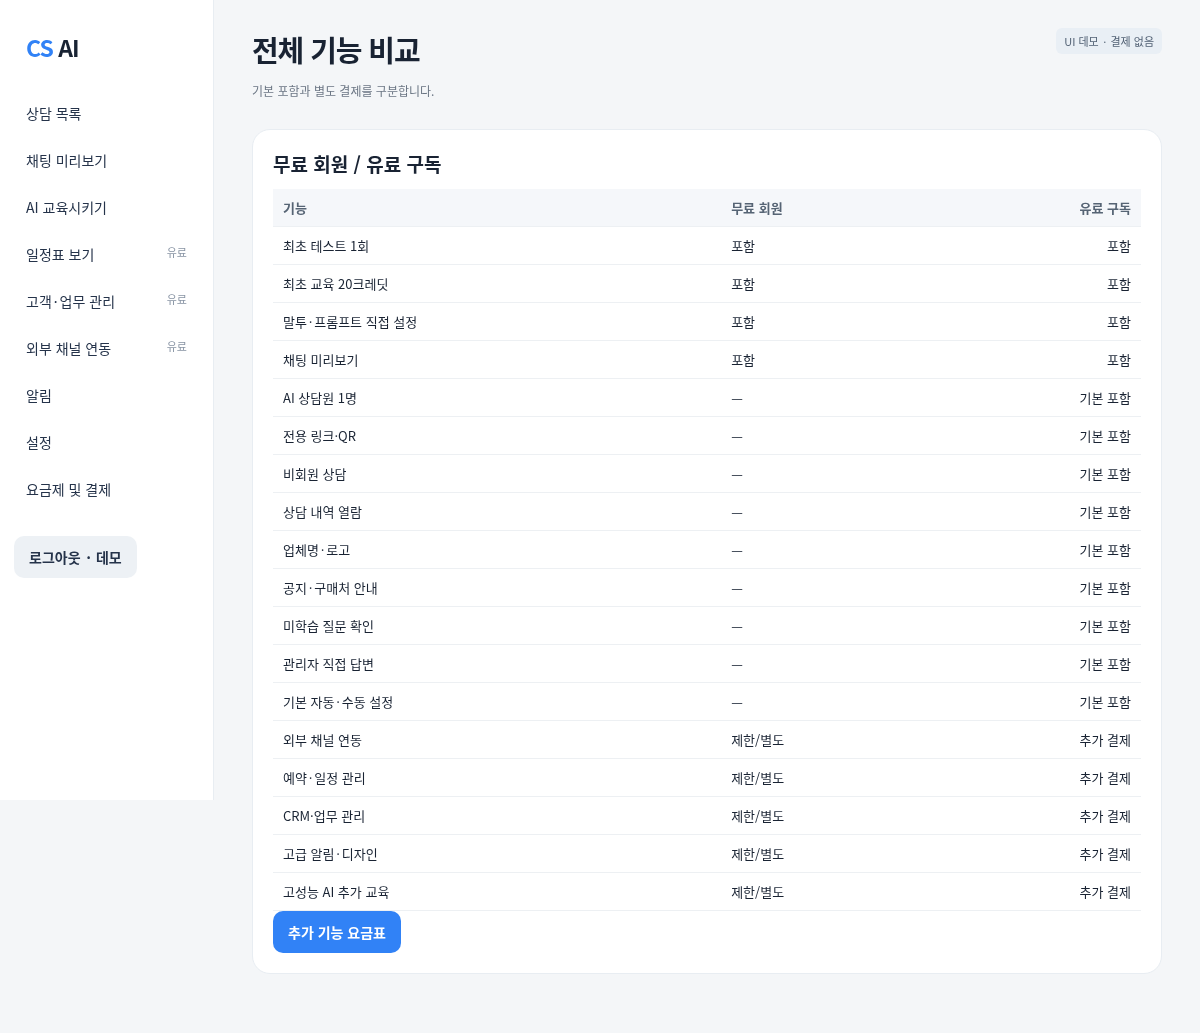 CS AI
상담 목록
채팅 미리보기
AI 교육시키기
일정표 보기 유료
고객·업무 관리 유료
외부 채널 연동 유료
알림
설정
요금제 및 결제
로그아웃 · 데모
전체 기능 비교
UI 데모 · 결제 없음
기본 포함과 별도 결제를 구분합니다.
무료 회원 / 유료 구독
기능 무료 회원 유료 구독
최초 테스트 1회 포함 포함
최초 교육 20크레딧 포함 포함
말투·프롬프트 직접 설정 포함 포함
채팅 미리보기 포함 포함
AI 상담원 1명 — 기본 포함
전용 링크·QR — 기본 포함
비회원 상담 — 기본 포함
상담 내역 열람 — 기본 포함
업체명·로고 — 기본 포함
공지·구매처 안내 — 기본 포함
미학습 질문 확인 — 기본 포함
관리자 직접 답변 — 기본 포함
기본 자동·수동 설정 — 기본 포함
외부 채널 연동 제한/별도 추가 결제
예약·일정 관리 제한/별도 추가 결제
CRM·업무 관리 제한/별도 추가 결제
고급 알림·디자인 제한/별도 추가 결제
고성능 AI 추가 교육 제한/별도 추가 결제
추가 기능 요금표